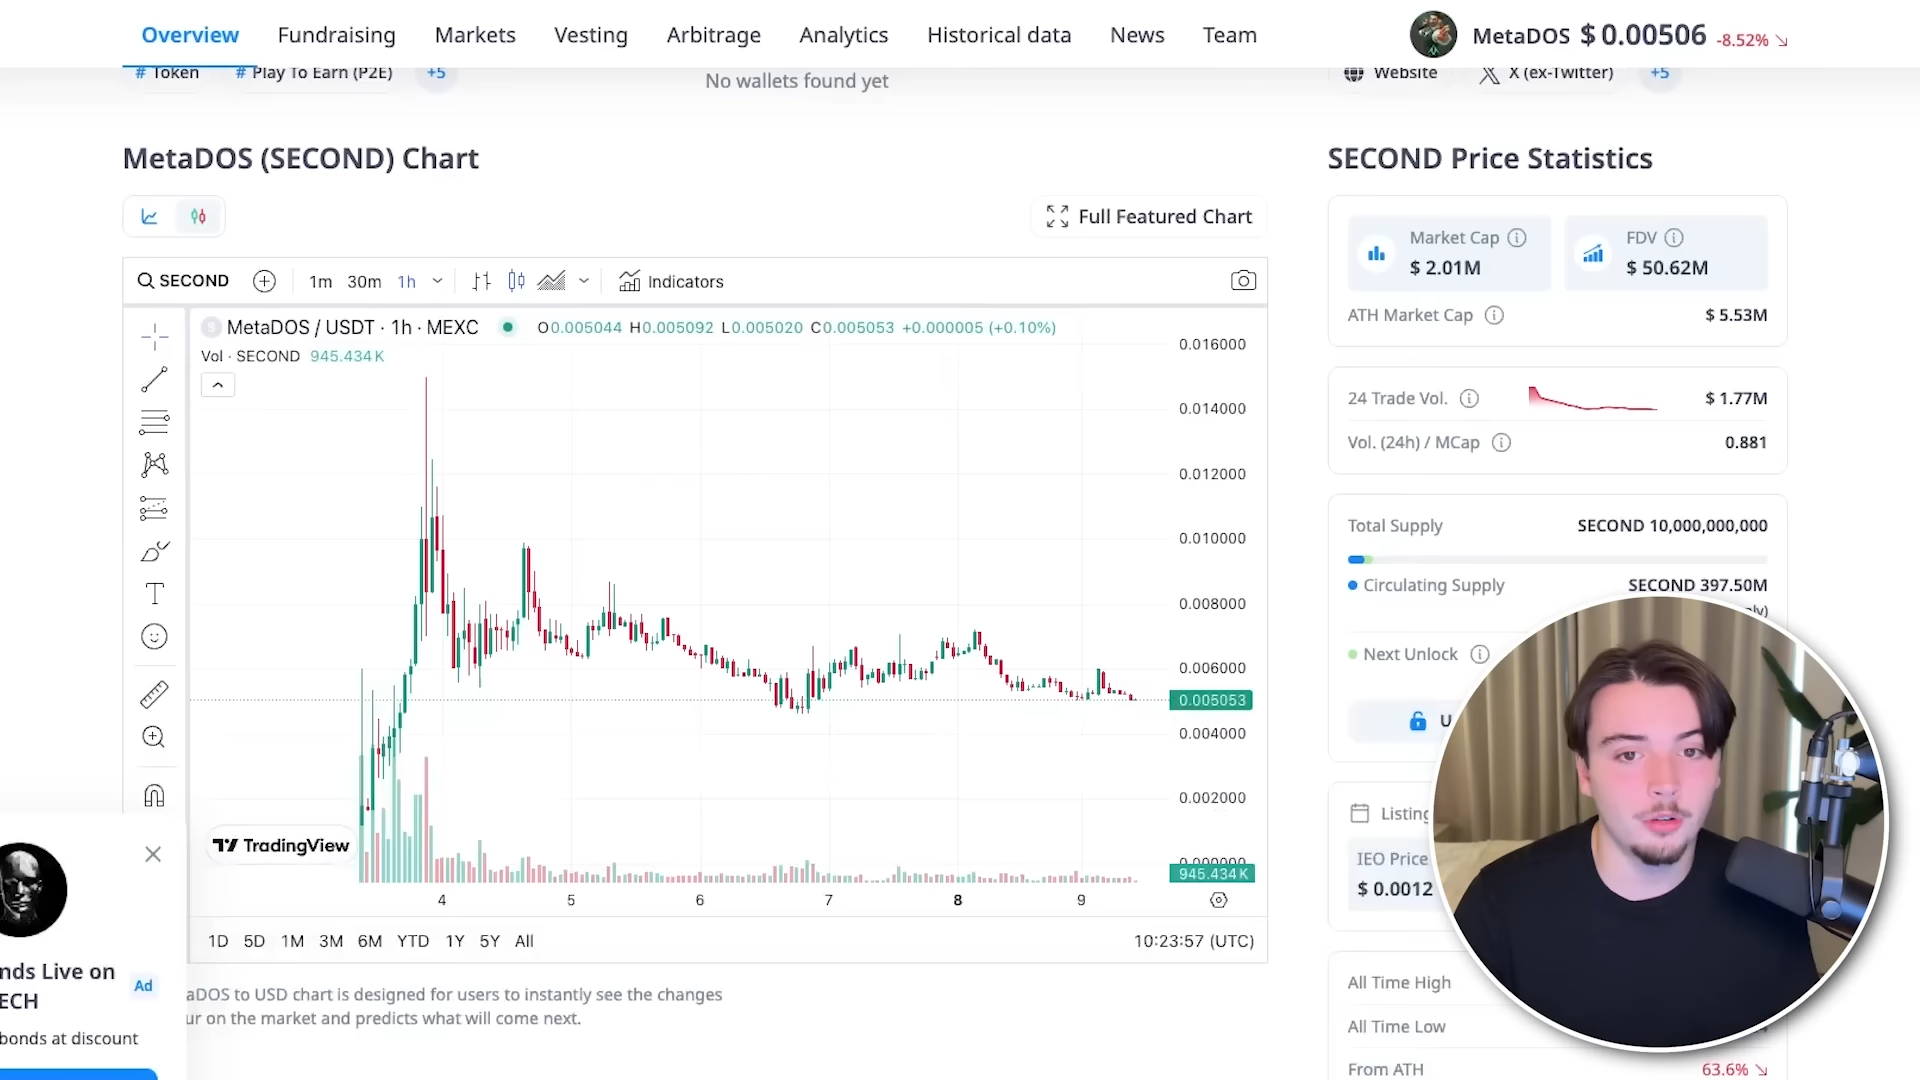 Overview Fundraising Markets Vesting Arbitrage Analytics Historical data News Team
MetaDOS $ 0.00506 -8.52%
# Token # Play To Earn (P2E) +5
No wallets found yet
Website X (ex-Twitter) +5
MetaDOS (SECOND) Chart
Full Featured Chart
SECOND 1m 30m 1h Indicators
MetaDOS / USDT · 1h · MEXC O0.005044 H0.005092 L0.005020 C0.005053 +0.000005 (+0.10%)
Vol · SECOND 945.434K
0.016000
0.014000
0.012000
0.010000
0.008000
0.006000
0.005053
0.004000
0.002000
0.000000
945.434K
TradingView
4 5 6 7 8 9
1D 5D 1M 3M 6M YTD 1Y 5Y All
10:23:57 (UTC)
aDOS to USD chart is designed for users to instantly see the changes
ur on the market and predicts what will come next.
nds Live on
ECH
Ad
bonds at discount
SECOND Price Statistics
Market Cap
$ 2.01M
FDV
$ 50.62M
ATH Market Cap $ 5.53M
24 Trade Vol. $ 1.77M
Vol. (24h) / MCap 0.881
Total Supply SECOND 10,000,000,000
Circulating Supply SECOND 397.50M
Next Unlock
U
Listing
IEO Price
$ 0.0012
All Time High
All Time Low
From ATH 63.6%